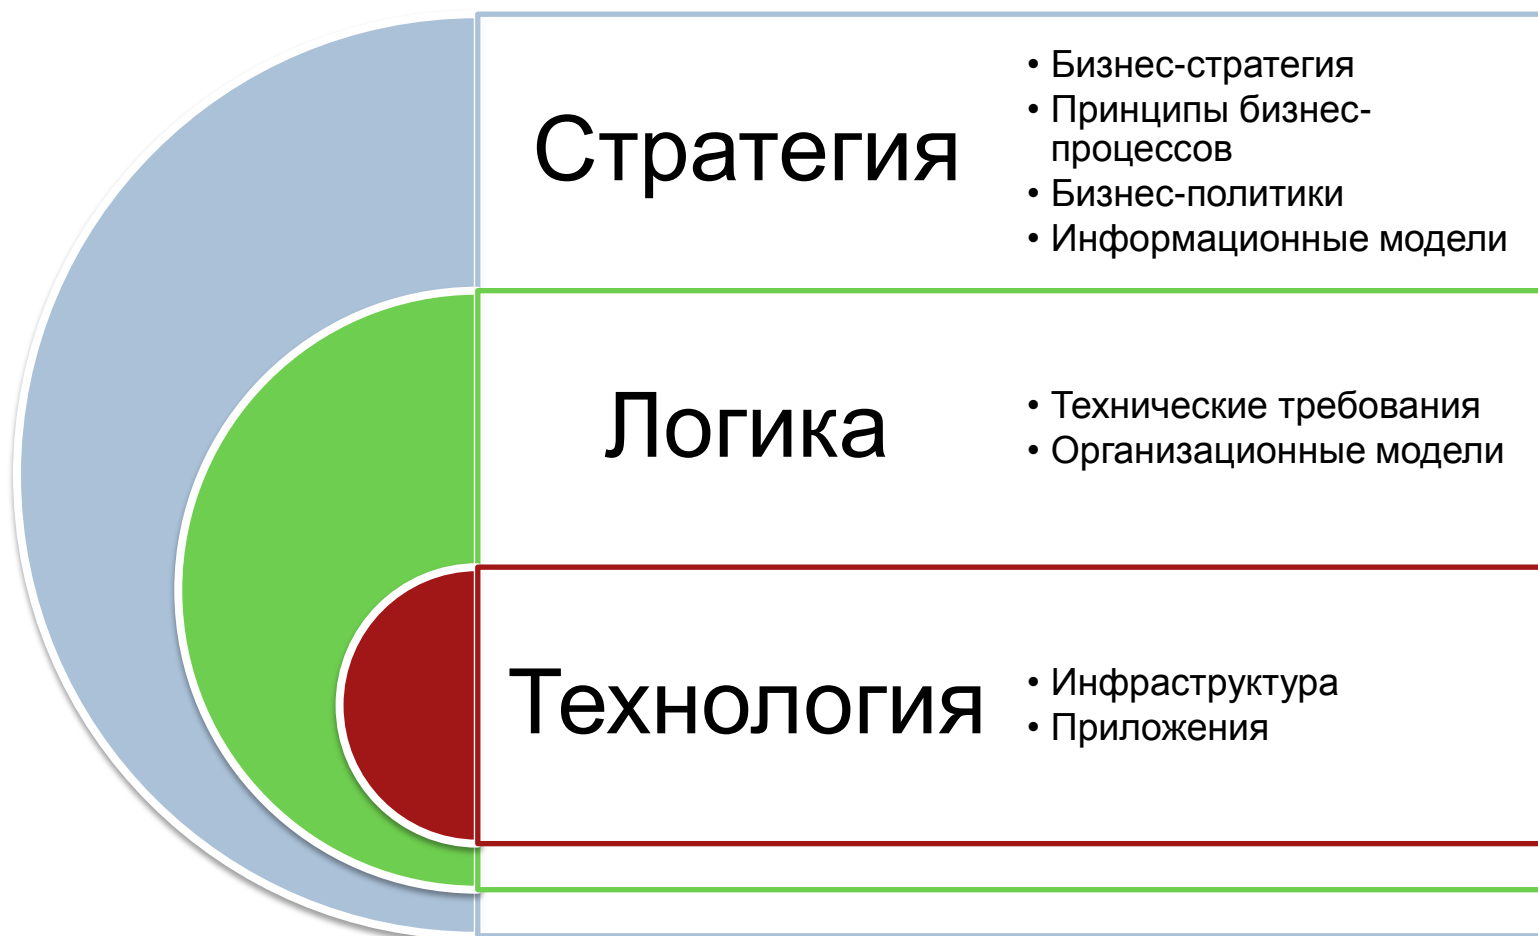 Стратегия
• Бизнес-стратегия
• Принципы бизнес-
процессов
• Бизнес-политики
• Информационные модели
Логика
• Технические требования
• Организационные модели
Технология
• Инфраструктура
• Приложения